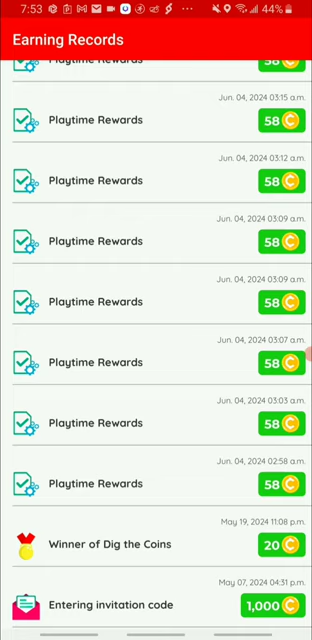 7:53
44%
Earning Records
Playtime Rewards
58
Jun. 04, 2024 03:15 a.m.
Playtime Rewards
58
Jun. 04, 2024 03:12 a.m.
Playtime Rewards
58
Jun. 04, 2024 03:09 a.m.
Playtime Rewards
58
Jun. 04, 2024 03:09 a.m.
Playtime Rewards
58
Jun. 04, 2024 03:07 a.m.
Playtime Rewards
58
Jun. 04, 2024 03:03 a.m.
Playtime Rewards
58
Jun. 04, 2024 02:58 a.m.
Playtime Rewards
58
May 19, 2024 11:08 p.m.
Winner of Dig the Coins
20
May 07, 2024 04:31 p.m.
Entering invitation code
1,000